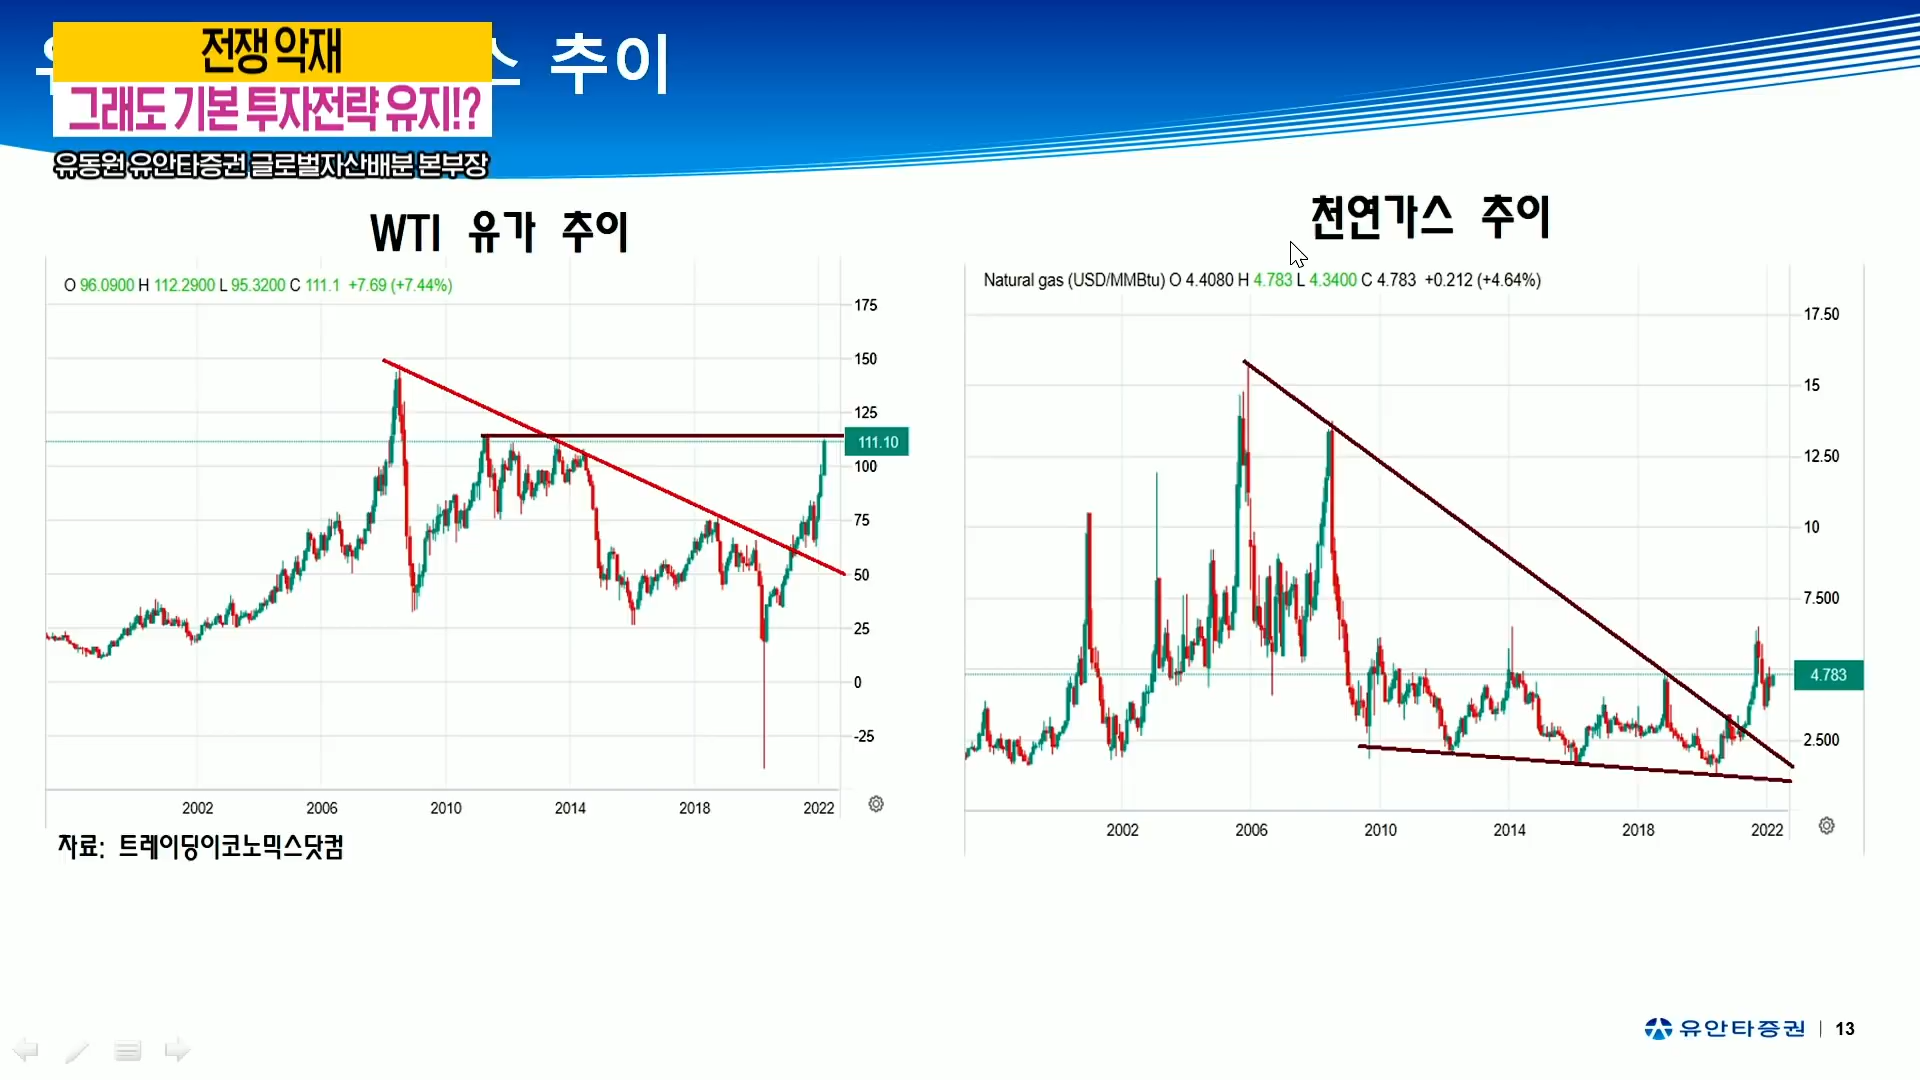 추이
전쟁 악재
그래도 기본 투자전략 유지!?
유동원 유안타증권 글로벌자산배분 본부장
WTI 유가 추이
O 96.0900 H 112.2900 L 95.3200 C 111.1 +7.69 (+7.44%)
175
150
125
111.10
100
75
50
25
0
-25
2002 2006 2010 2014 2018 2022
자료: 트레이딩이코노믹스닷컴
천연가스 추이
Natural gas (USD/MMBtu) O 4.4080 H 4.783 L 4.3400 C 4.783 +0.212 (+4.64%)
17.50
15
12.50
10
7.500
4.783
2.500
2002 2006 2010 2014 2018 2022
유안타증권 | 13